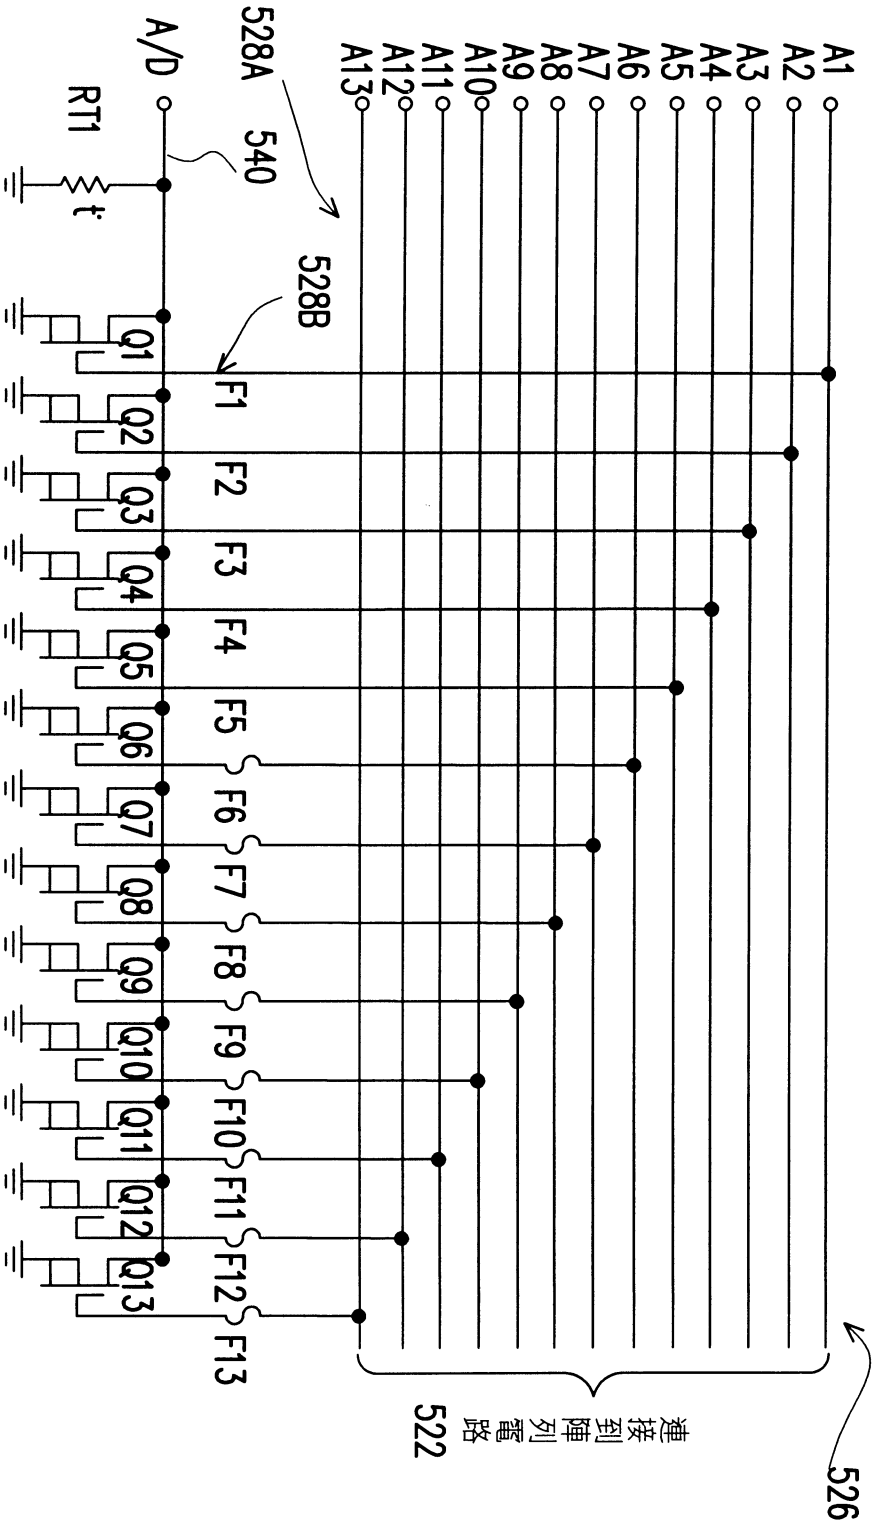 A1
A2
A3
A4
A5
A6
A7
A8
A9
A10
A11
A12
A13
528A
A/D
540
RT1
t
528B
Q1
F1
Q2
F2
Q3
F3
Q4
F4
Q5
F5
Q6
F6
Q7
F7
Q8
F8
Q9
F9
Q10
F10
Q11
F11
Q12
F12
Q13
F13
連接到陣列電路
522
526